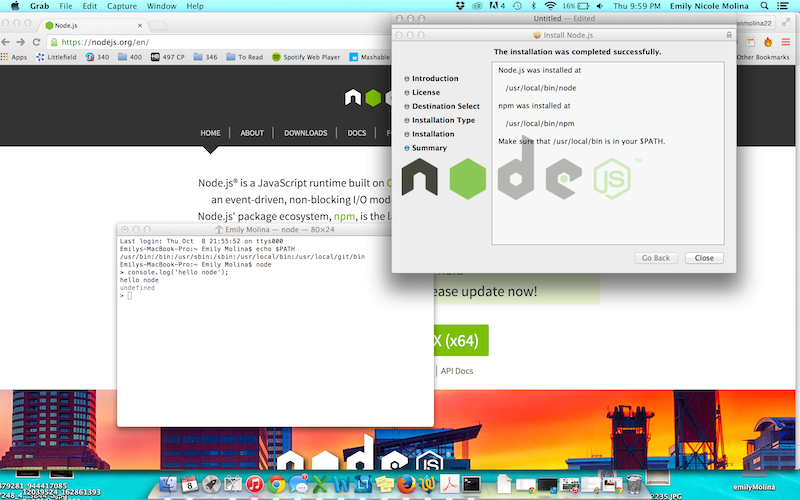 Grab File Edit Capture Window Help
4
16%
Thu 9:59 PM Emily Nicole Molina
Node.js
https://nodejs.org/en/
Apps Littlefield 340 400 497 CP 300 To Read Spotify Web Player Mashable
Other Bookmarks
HOME ABOUT DOWNLOADS DOCS
Node.js® is a JavaScript runtime built on
an event-driven, non-blocking I/O
Node.js' package ecosystem, npm, is the
ease update now!
X (x64)
API Docs
Untitled — Edited
Install Node.js
The installation was completed successfully.
Introduction
License
Destination Select
Installation Type
Installation
Summary
Node.js was installed at
/usr/local/bin/node
npm was installed at
/usr/local/bin/npm
Make sure that /usr/local/bin is in your $PATH.
node
JS
TM
Go Back Close
Emily Molina — node — 80×24
Last login: Thu Oct 8 21:55:52 on ttys000
Emilys-MacBook-Pro:~ Emily Molina$ echo $PATH
/usr/bin:/bin:/usr/sbin:/sbin:/usr/local/bin:/usr/local/git/bin
Emilys-MacBook-Pro:~ Emily Molina$ node
> console.log('hello node');
hello node
undefined
>
node
JS
479281_944417085
12039524_162861393
2235.JPG
emilyMolina